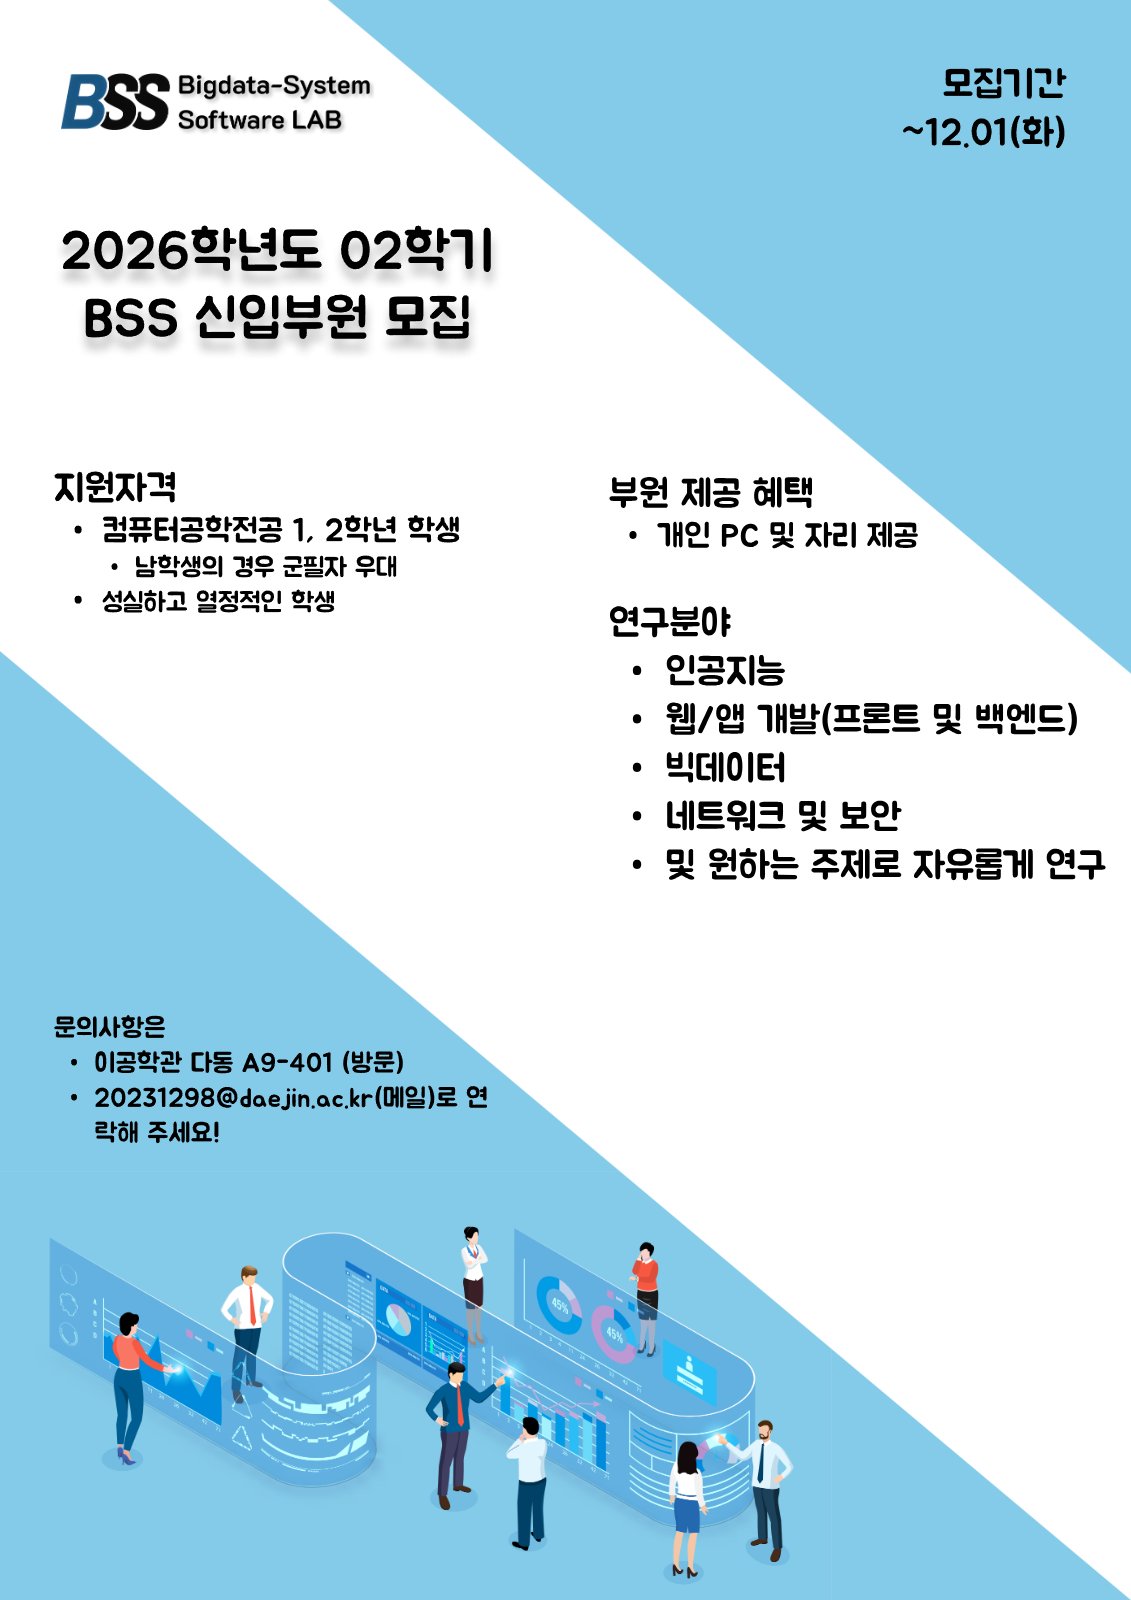 BSS Bigdata-System
Software LAB
모집기간
~12.01(화)
2026학년도 02학기
BSS 신입부원 모집
지원자격
• 컴퓨터공학전공 1, 2학년 학생
• 남학생의 경우 군필자 우대
• 성실하고 열정적인 학생
부원 제공 혜택
• 개인 PC 및 자리 제공
연구분야
• 인공지능
• 웹/앱 개발(프론트 및 백엔드)
• 빅데이터
• 네트워크 및 보안
• 및 원하는 주제로 자유롭게 연구
문의사항은
• 이공학관 다동 A9-401 (방문)
• 20231298@daejin.ac.kr(메일)로 연
락해 주세요!
45%
45%